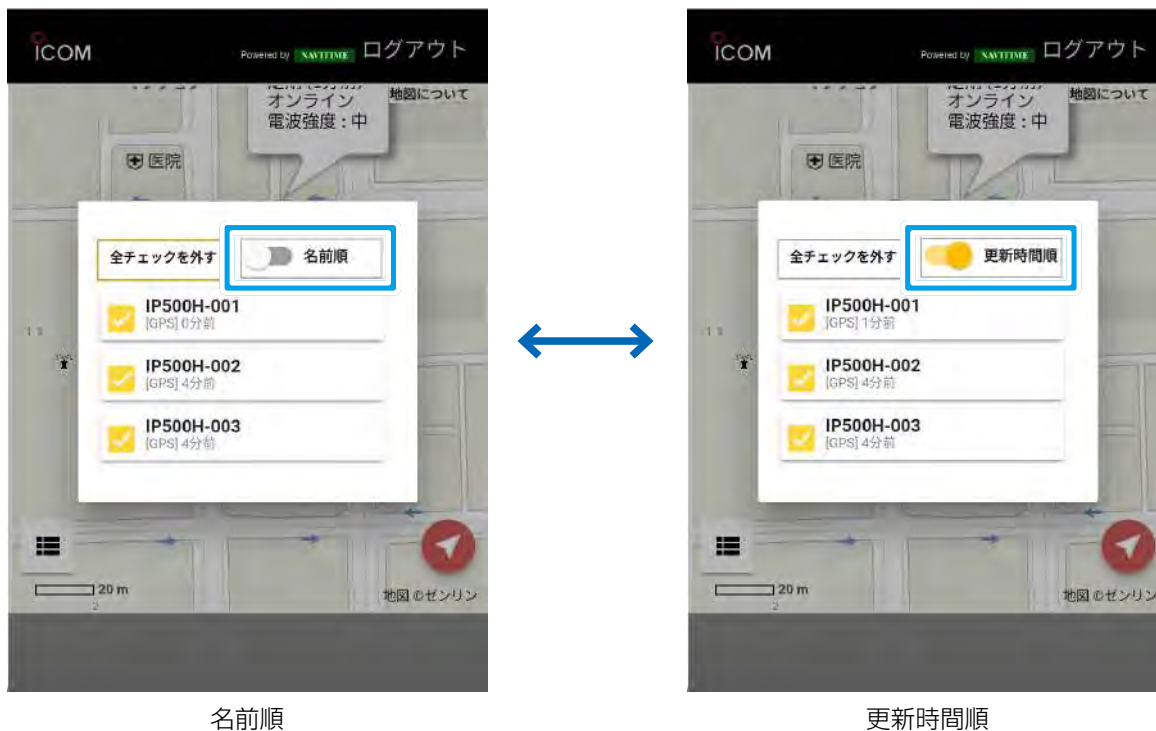 iCOM
Powered by NAVITIME ログアウト
オンライン
電波強度：中
地図について
医院
全チェックを外す
名前順
IP500H-001
[GPS] 0分前
IP500H-002
[GPS] 4分前
IP500H-003
[GPS] 4分前
20 m
2
地図 ©ゼンリン
名前順
iCOM
Powered by NAVITIME ログアウト
オンライン
電波強度：中
地図について
医院
全チェックを外す
更新時間順
IP500H-001
[GPS] 1分前
IP500H-002
[GPS] 4分前
IP500H-003
[GPS] 4分前
20 m
2
地図 ©ゼンリン
更新時間順